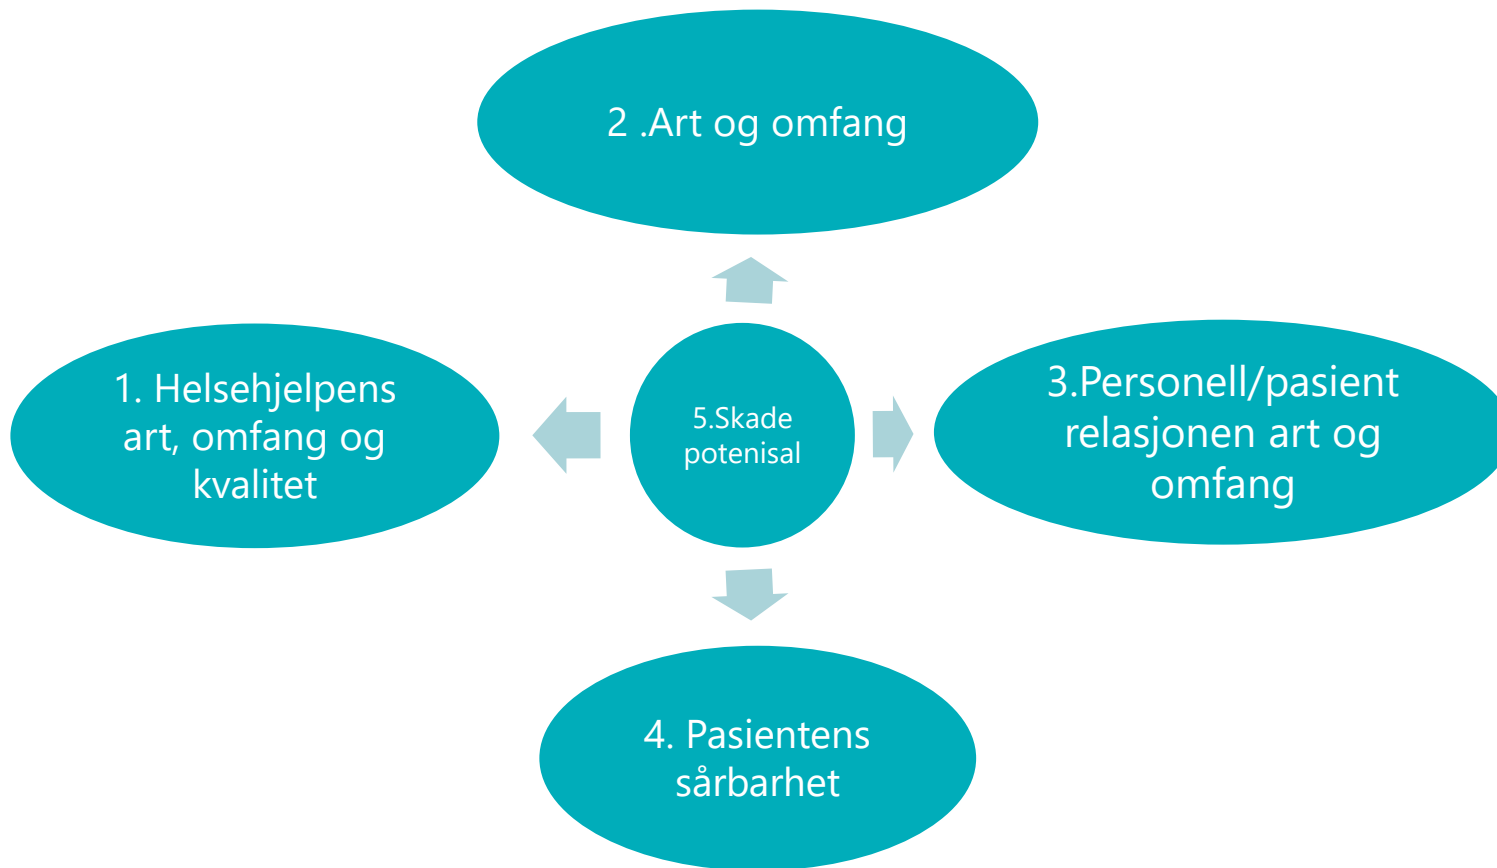 2 .Art og omfang
1. Helsehjelpens
art, omfang og
kvalitet
5.Skade
potenisal
3.Personell/pasient
relasjonen art og
omfang
4. Pasientens
sårbarhet